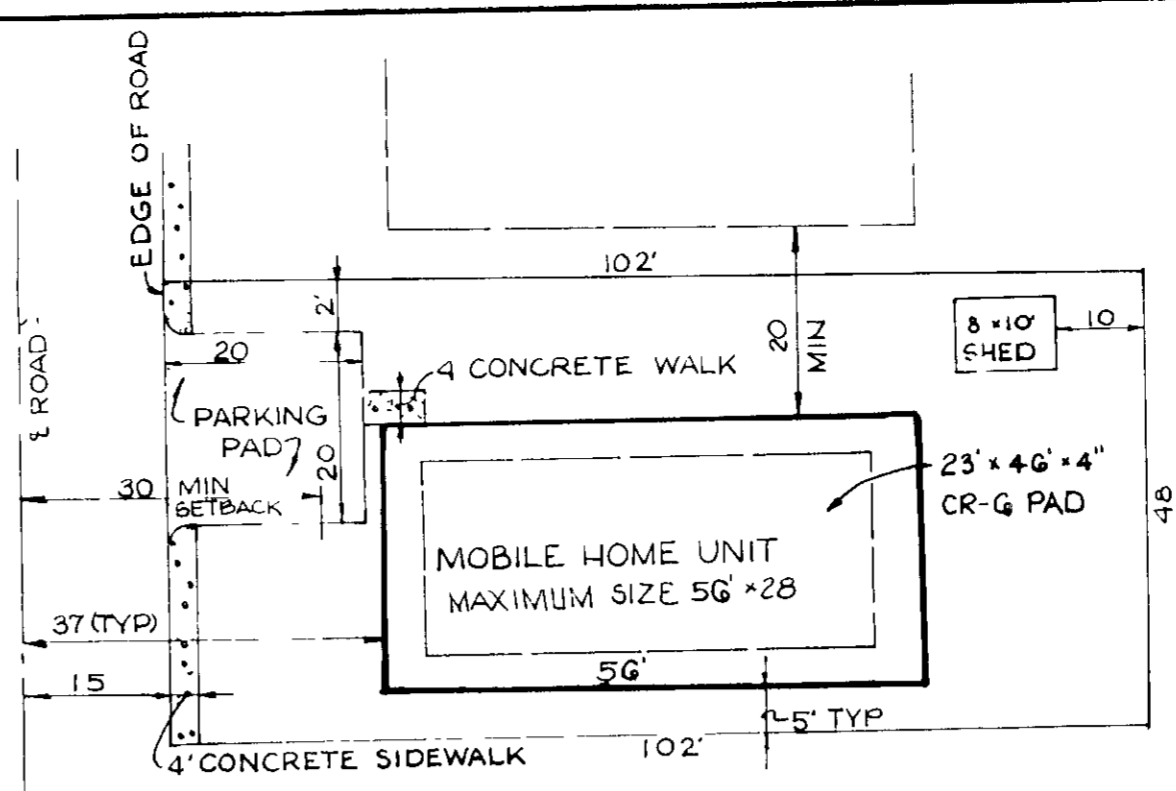 EDGE OF ROAD
102'
2'
20
MIN
8 x 10'
SHED
10
℄ ROAD
20
4 CONCRETE WALK
PARKING
PAD
20
23' x 46' x 4"
CR-G PAD
30 MIN
SETBACK
48
MOBILE HOME UNIT
MAXIMUM SIZE 56' x 28
37 (TYP)
56'
15
5' TYP
102'
4' CONCRETE SIDEWALK